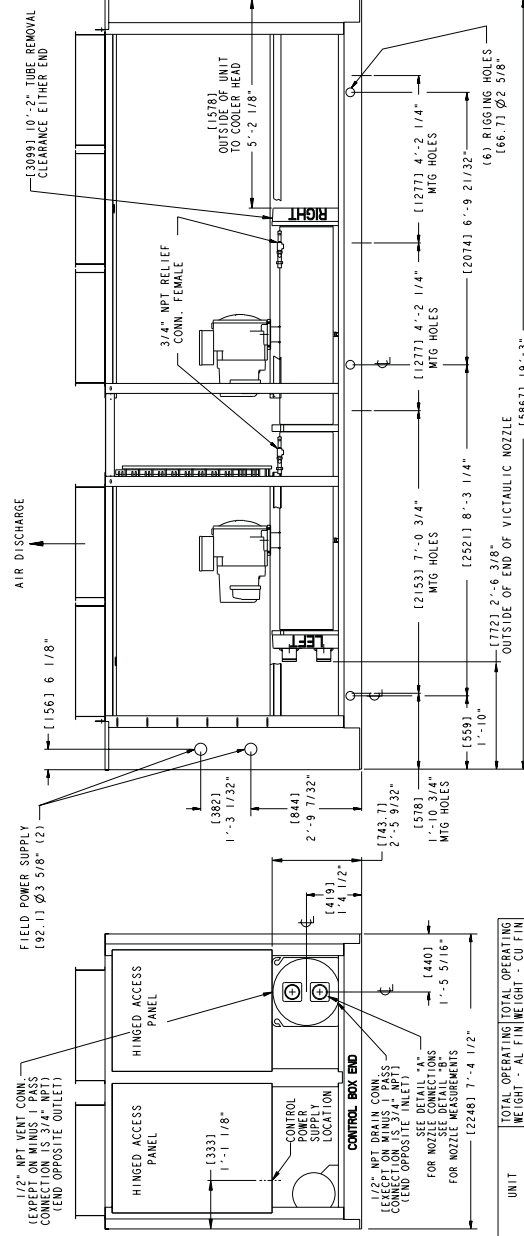 1/2" NPT VENT CONN.
(EXPEPT ON MINUS 1 PASS
CONNECTION IS 3/4" NPT)
(END OPPOSITE OUTLET)
HINGED ACCESS
PANEL
HINGED ACCESS
PANEL
[333]
1'-1 1/8"
CONTROL
POWER
SUPPLY
LOCATION
CONTROL BOX END
1/2" NPT DRAIN CONN.
(EXECPT ON MINUS 1 PASS
CONNECTION IS 3/4" NPT)
(END OPPOSITE INLET)
SEE DETAIL "A"
FOR NOZZLE CONNECTIONS
SEE DETAIL "B"
FOR NOZZLE MEASUREMENTS
[440]
1'-5 5/16"
[2248] 7'-4 1/2"
[419]
1'4 1/2"
[743.7]
2'-5 9/32"
FIELD POWER SUPPLY
[92.1] Ø3 5/8" (2)
[156] 6 1/8"
[382]
1'-3 1/32"
[844]
2'-9 7/32"
AIR DISCHARGE
[3099] 10'-2" TUBE REMOVAL
CLEARANCE EITHER END
3/4" NPT RELIEF
CONN. FEMALE
[1578]
OUTSIDE OF UNIT
TO COOLER HEAD
5'-2 1/8"
LEFT
RIGHT
[578]
1'-10 3/4"
MTG HOLES
[559]
1'-10"
[2153] 7'-0 3/4"
MTG HOLES
[1277] 4'-2 1/4"
MTG HOLES
[1277] 4'-2 1/4"
MTG HOLES
[2521] 8'-3 1/4"
[2074] 6'-9 21/32"
(6) RIGGING HOLES
[66.7] Ø2 5/8"
[772] 2'-6 3/8"
OUTSIDE OF END OF VICTAULIC NOZZLE
[5867] 19'-3"
UNIT
TOTAL OPERATING
WEIGHT - AL FIN
TOTAL OPERATING
WEIGHT - CU FIN